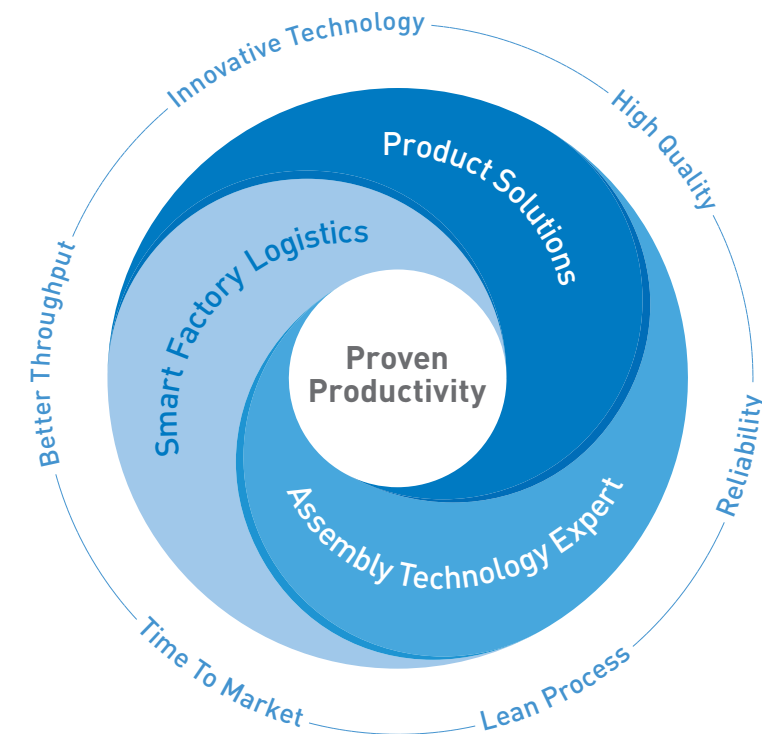 Innovative Technology
High Quality
Reliability
Lean Process
Time To Market
Better Throughput
Product Solutions
Assembly Technology Expert
Smart Factory Logistics
Proven
Productivity